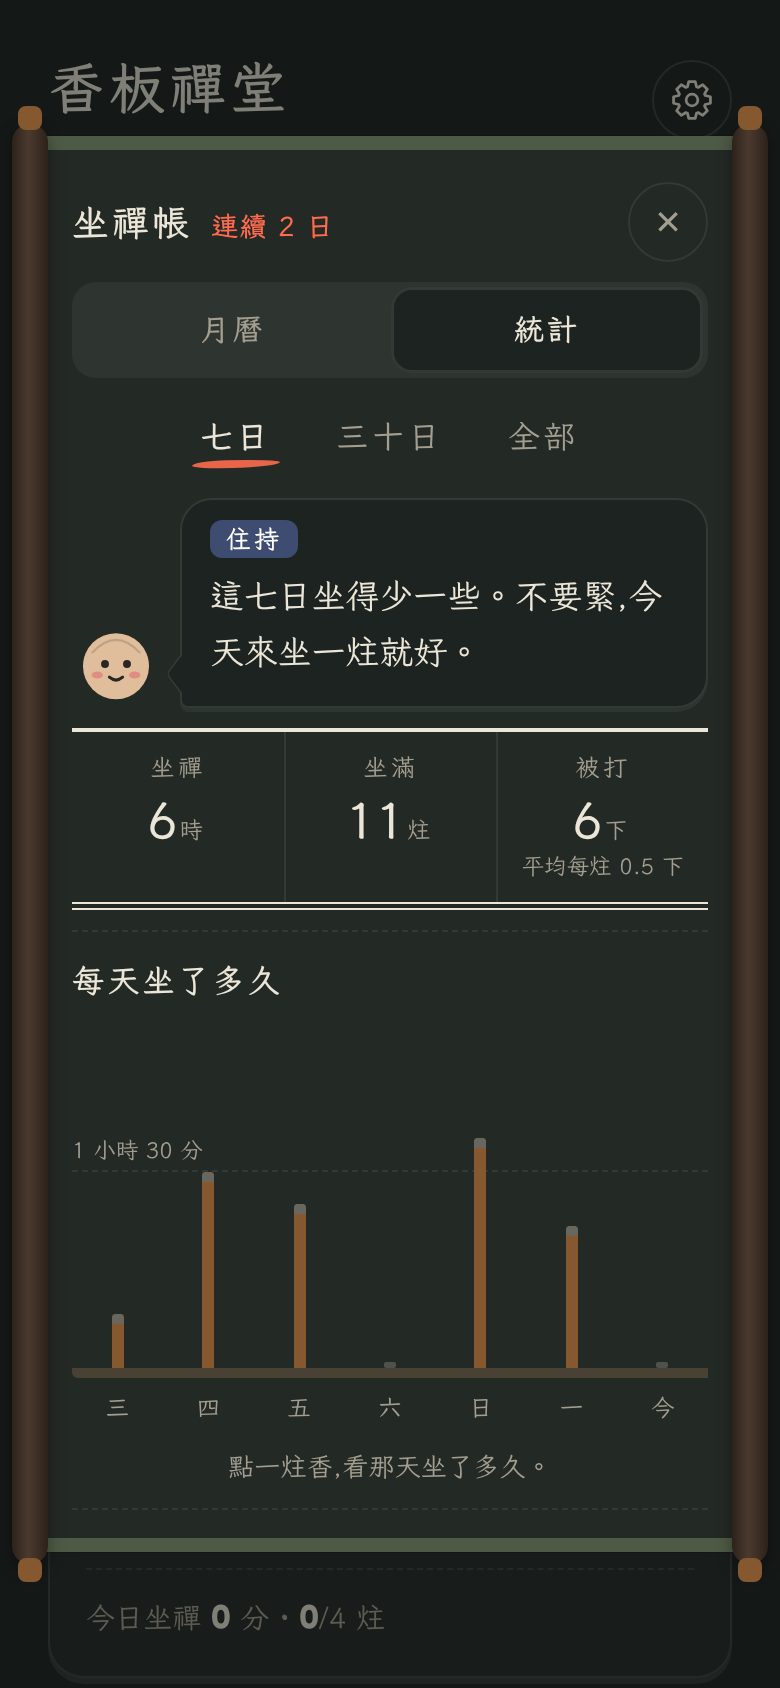 香板禪堂
坐禪帳 連續 2 日
月曆 統計
七日 三十日 全部
住持
這七日坐得少一些。不要緊,今
天來坐一炷就好。
坐禪 坐滿 被打
6時 11炷 6下
平均每炷 0.5 下
每天坐了多久
1 小時 30 分
三 四 五 六 日 一 今
點一炷香,看那天坐了多久。
今日坐禪 0 分・0/4 炷